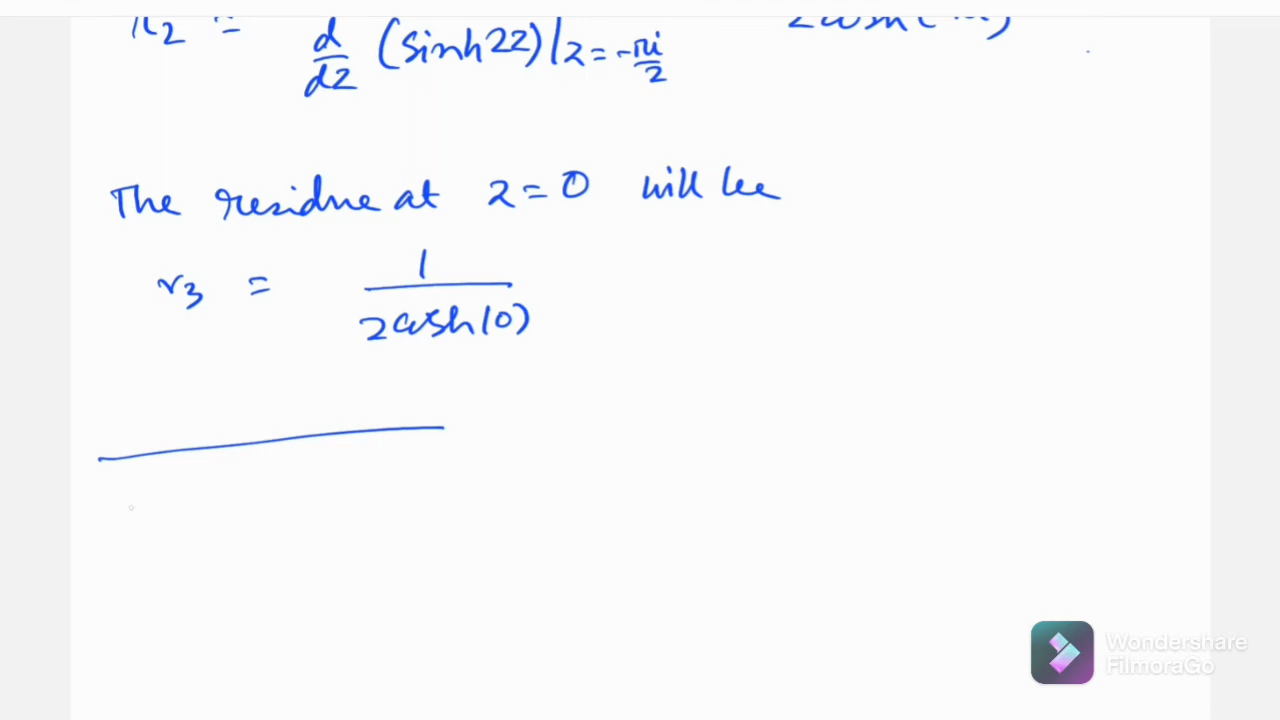 r2 =
d/dz (sinh2z)|z=-πi/2
The residue at z=0 will be
r3 = 1/2cosh(0)
Wondershare
FilmoraGo